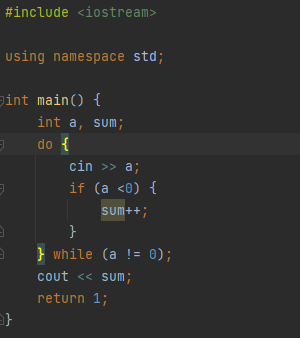 #include <iostream>

using namespace std;

int main() {
    int a, sum;
    do {
        cin >> a;
        if (a <0) {
            sum++;
        }
    } while (a != 0);
    cout << sum;
    return 1;
}